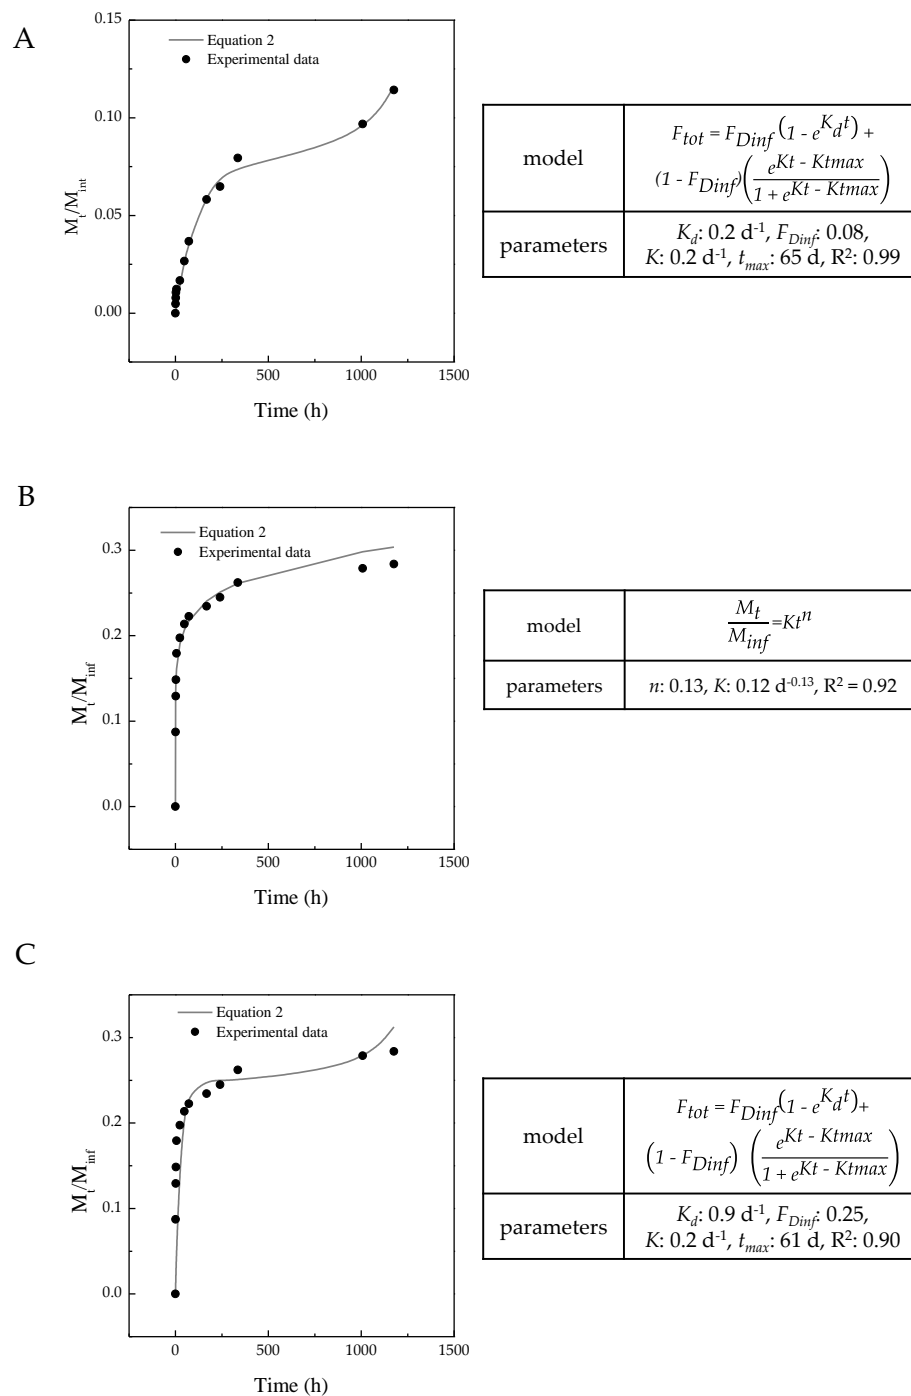 A
Equation 2
Experimental data
0.15
0.10
0.05
0.00
M_t/M_int
0
500
1000
1500
Time (h)
model
F_tot = F_Dinf (1 - e^{K_d t}) +
(1 - F_Dinf) (e^{Kt - Ktmax} / 1 + e^{Kt - Ktmax})
parameters
K_d: 0.2 d^-1, F_Dinf: 0.08,
K: 0.2 d^-1, t_max: 65 d, R^2: 0.99
B
Equation 2
Experimental data
0.3
0.2
0.1
0.0
M_t/M_inf
0
500
1000
1500
Time (h)
model
M_t / M_inf =Kt^n
parameters
n: 0.13, K: 0.12 d^-0.13, R^2 = 0.92
C
Equation 2
Experimental data
0.3
0.2
0.1
0.0
M_t/M_inf
0
500
1000
1500
Time (h)
model
F_tot = F_Dinf (1 - e^{K_d t})+
(1 - F_Dinf) (e^{Kt - Ktmax} / 1 + e^{Kt - Ktmax})
parameters
K_d: 0.9 d^-1, F_Dinf: 0.25,
K: 0.2 d^-1, t_max: 61 d, R^2: 0.90